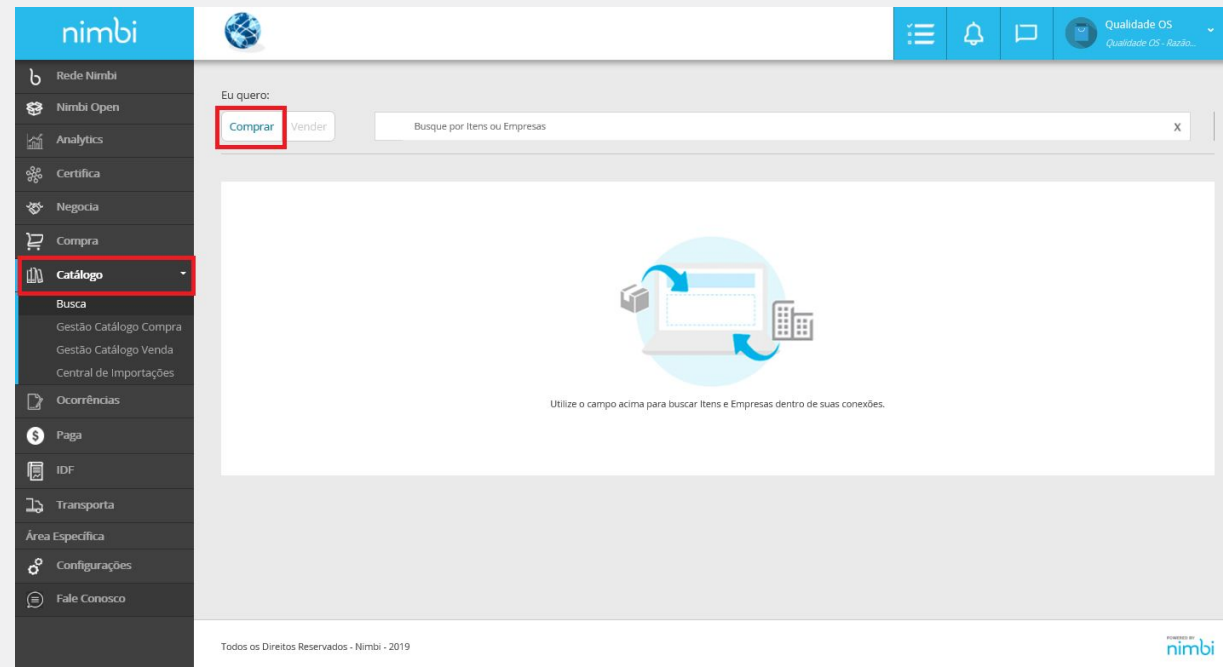 nimbi
Qualidade OS
Qualidade OS - Razão...
Rede Nimbi
Nimbi Open
Analytics
Certifica
Negocia
Compra
Catálogo
Busca
Gestão Catálogo Compra
Gestão Catálogo Venda
Central de Importações
Ocorrências
Paga
IDF
Transporta
Área Específica
Configurações
Fale Conosco
Eu quero:
Comprar Vender Busque por Itens ou Empresas X
Utilize o campo acima para buscar Itens e Empresas dentro de suas conexões.
Todos os Direitos Reservados - Nimbi - 2019
POWERED BY
nimbi